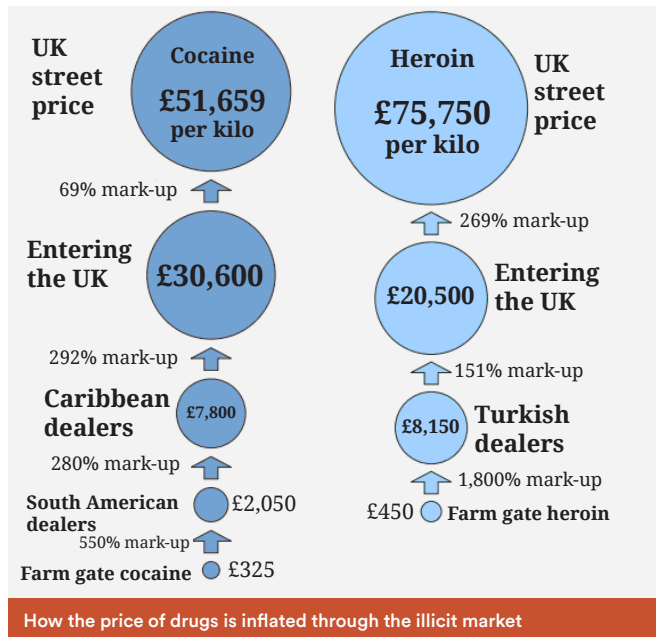 UK
street
price
Cocaine
£51,659
per kilo
69% mark-up
Entering
the UK
£30,600
292% mark-up
Caribbean
dealers
£7,800
280% mark-up
South American
dealers
£2,050
550% mark-up
Farm gate cocaine
£325
Heroin
£75,750
per kilo
UK
street
price
269% mark-up
£20,500
Entering
the UK
151% mark-up
£8,150
Turkish
dealers
1,800% mark-up
£450
Farm gate heroin
How the price of drugs is inflated through the illicit market